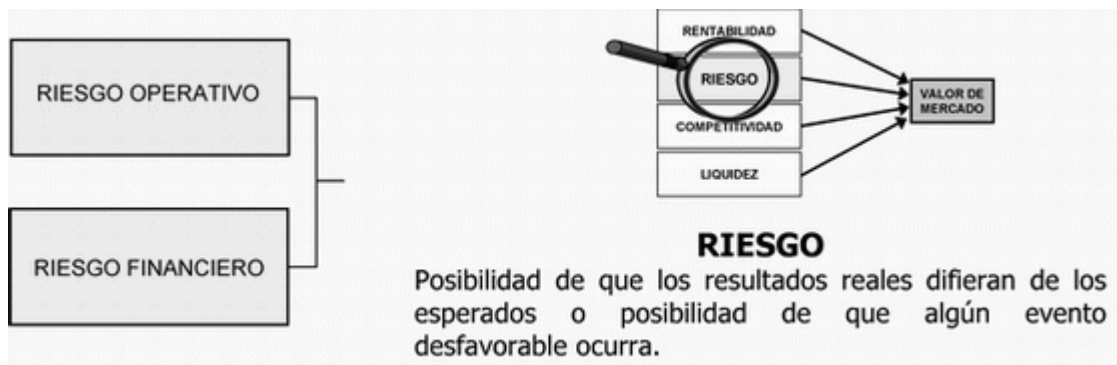 RIESGO OPERATIVO
RIESGO FINANCIERO
RENTABILIDAD
RIESGO
COMPETITIVIDAD
LIQUIDEZ
VALOR DE
MERCADO
RIESGO
Posibilidad de que los resultados reales difieran de los
esperados o posibilidad de que algún evento
desfavorable ocurra.